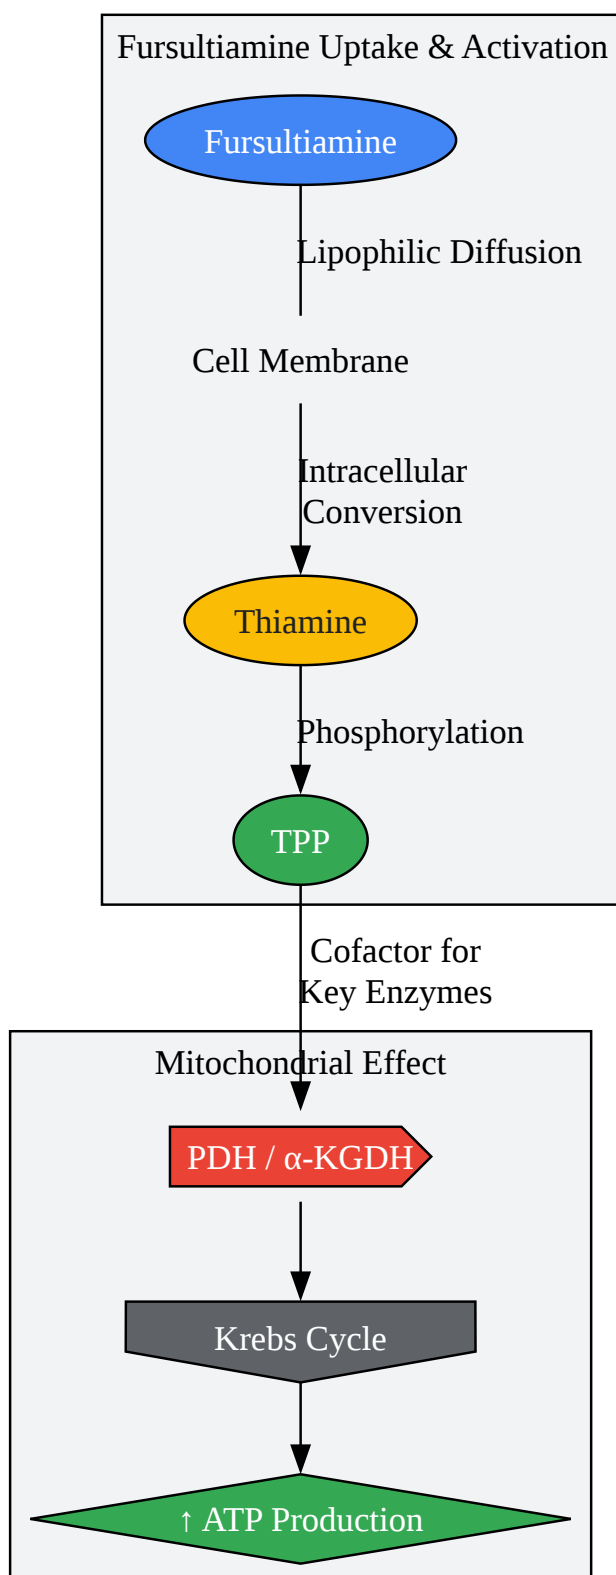 Fursultiamine Uptake & Activation
Fursultiamine
Lipophilic Diffusion
Cell Membrane
Intracellular
Conversion
Thiamine
Phosphorylation
TPP
Cofactor for
Key Enzymes
Mitochondrial Effect
PDH / α-KGDH
Krebs Cycle
↑ ATP Production